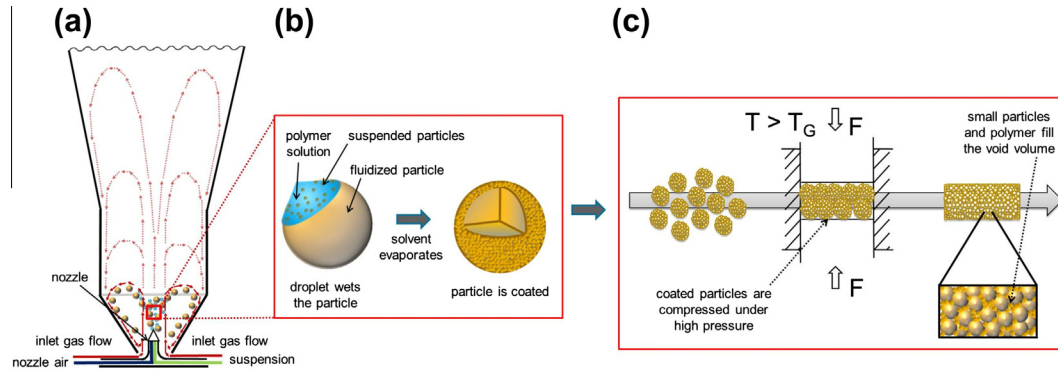 (a)
nozzle
inlet gas flow
inlet gas flow
nozzle air
suspension
(b)
polymer
solution
suspended particles
fluidized particle
solvent
evaporates
droplet wets
the particle
particle is coated
(c)
T > TG
F
F
small particles
and polymer fill
the void volume
coated particles are
compressed under
high pressure